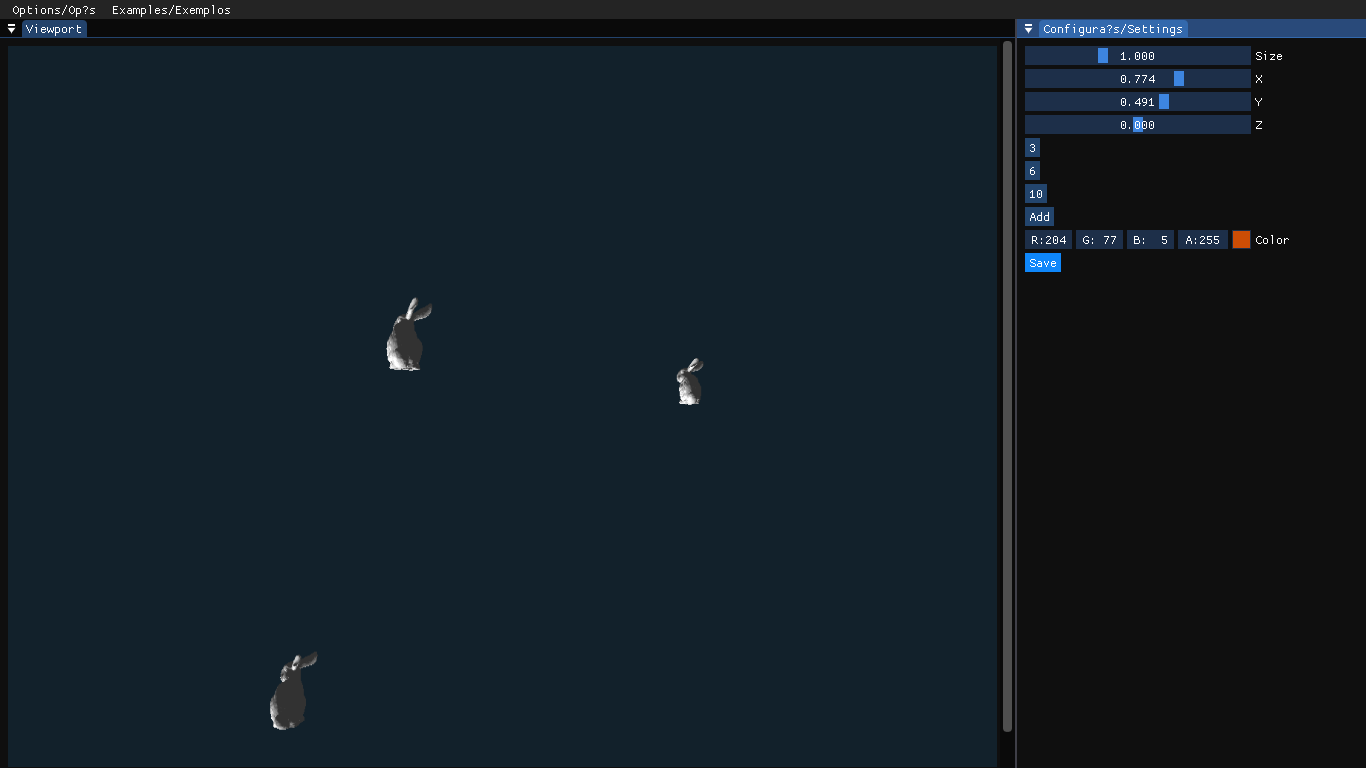 Options/Op?s Examples/Exemplos
Viewport
Configura?s/Settings
1.000 Size
0.774 X
0.491 Y
0.000 Z
3
6
10
Add
R:204 G: 77 B: 5 A:255 Color
Save